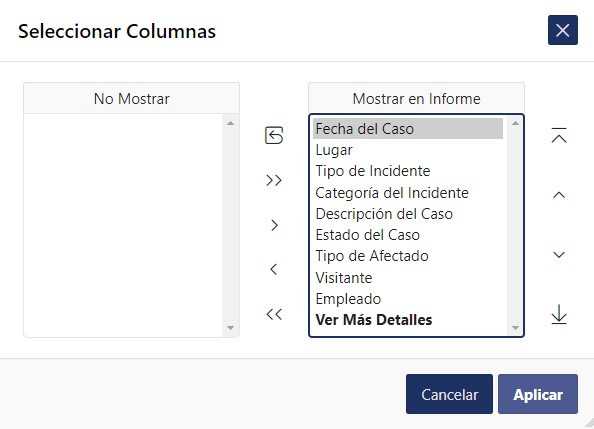 Seleccionar Columnas
No Mostrar
Mostrar en Informe
Fecha del Caso
Lugar
Tipo de Incidente
Categoría del Incidente
Descripción del Caso
Estado del Caso
Tipo de Afectado
Visitante
Empleado
Ver Más Detalles
Cancelar
Aplicar